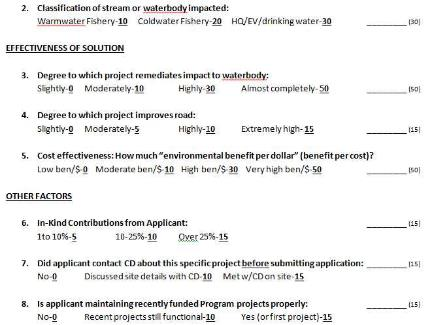 2. Classification of stream or waterbody impacted:
Warmwater Fishery-10 Coldwater Fishery-20 HQ/EV/drinking water-30 ________ (30)
EFFECTIVENESS OF SOLUTION
3. Degree to which project remediates impact to waterbody:
Slightly-0 Moderately-10 Highly-30 Almost completely-50 ________ (50)
4. Degree to which project improves road:
Slightly-0 Moderately-5 Highly-10 Extremely high-15 ________ (15)
5. Cost effectiveness: How much "environmental benefit per dollar" (benefit per cost)?
Low ben/$-0 Moderate ben/$-10 High ben/$-30 Very high ben/$-50 ________ (50)
OTHER FACTORS
6. In-Kind Contributions from Applicant: ________ (15)
1 to 10%-5 10-25%-10 Over 25%-15
7. Did applicant contact CD about this specific project before submitting application: ________ (15)
No-0 Discussed site details with CD-10 Met w/CD on site-15
8. Is applicant maintaining recently funded Program projects properly: ________ (15)
No-0 Recent projects still functional-10 Yes (or first project)-15